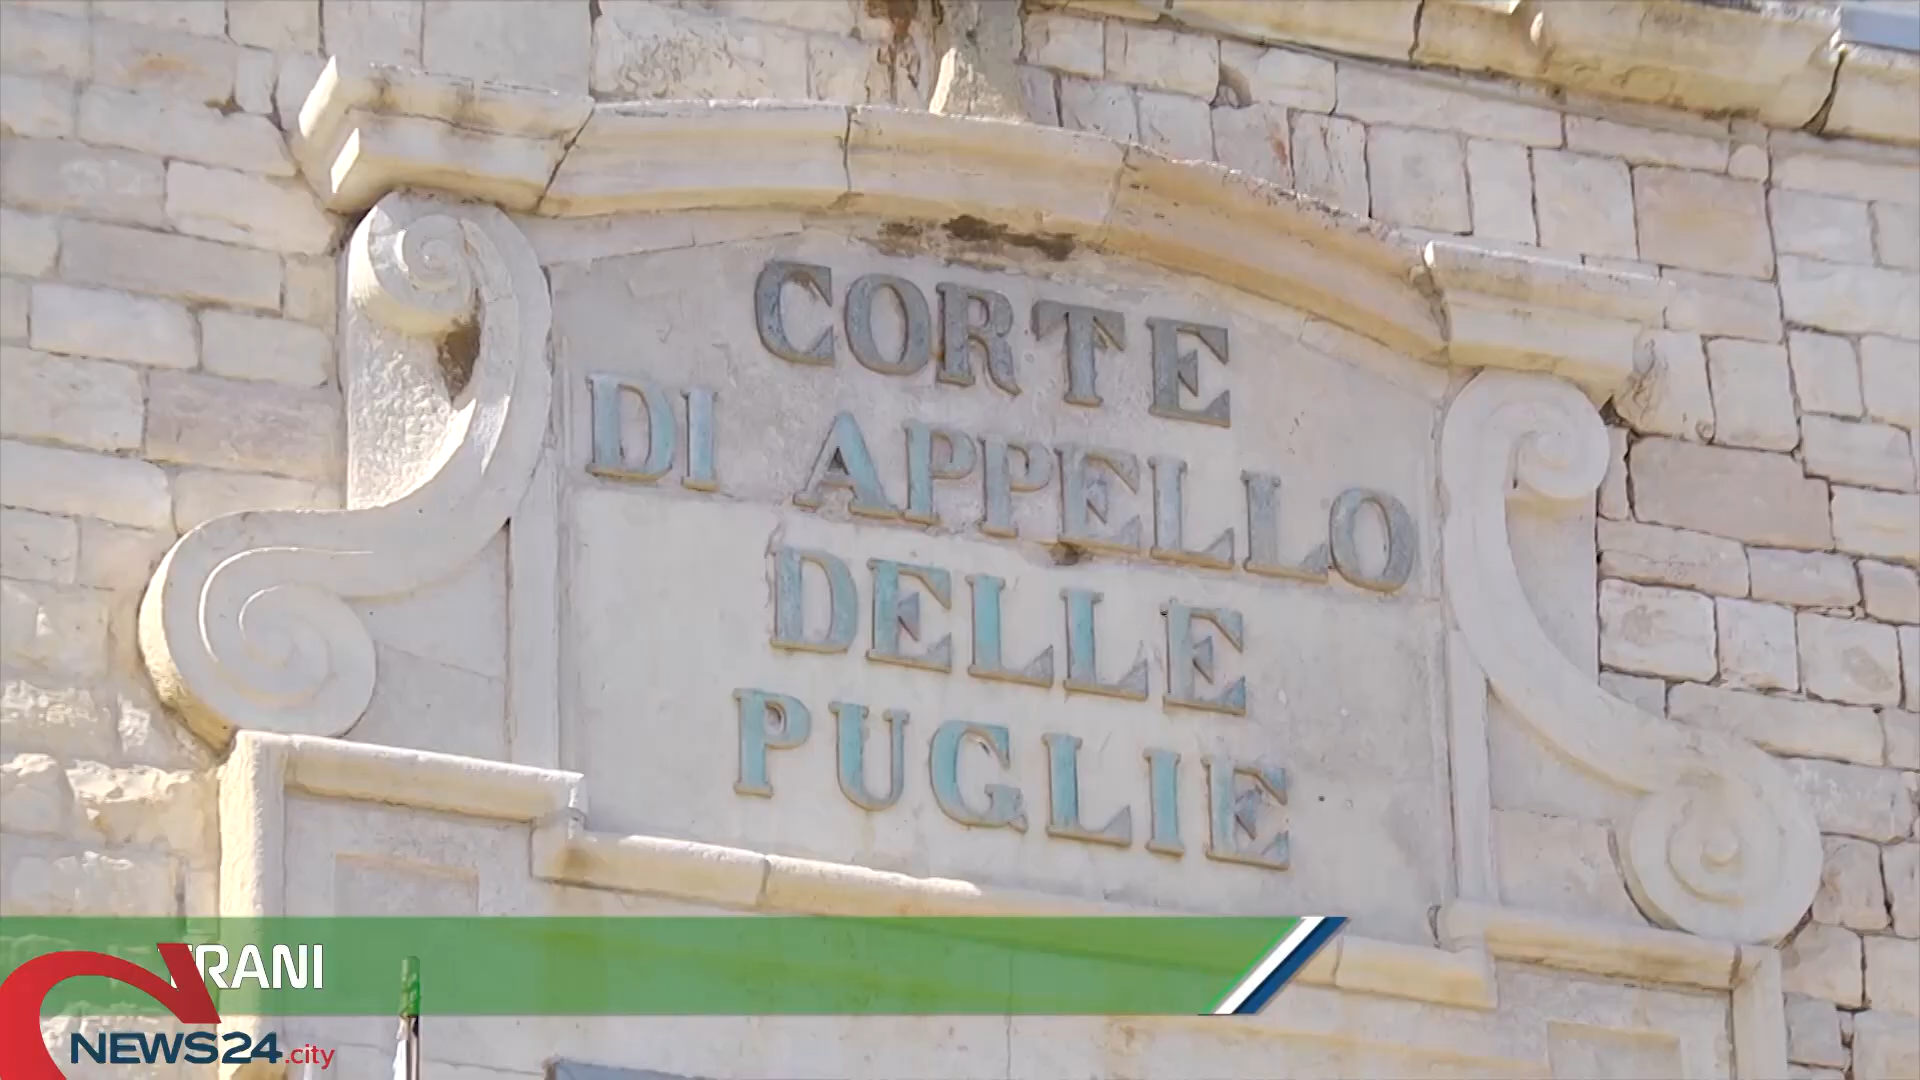 CORTE
DI APPELLO
DELLE
PUGLIE
TRANI
NEWS24.city